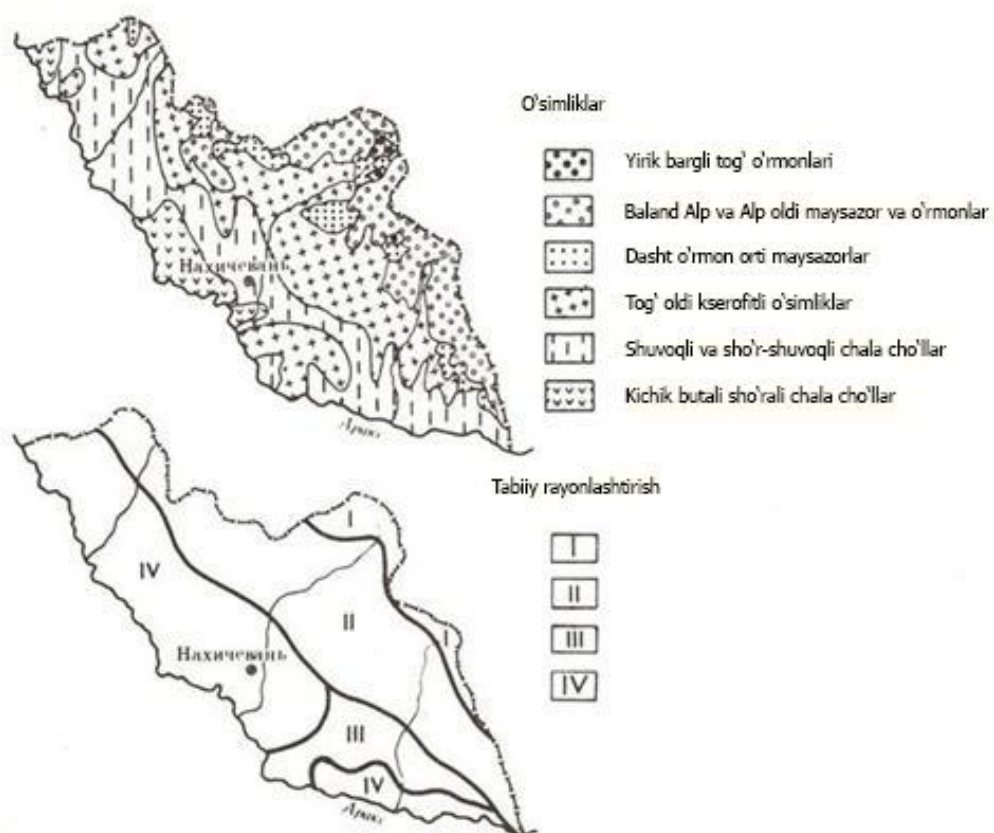 O'simliklar
Yirik bargli tog' o'rmonlari
Baland Alp va Alp oldi maysazor va o'rmonlar
Dasht o'rmon orti maysazorlar
Tog' oldi kserofitli o'simliklar
Shuvoqli va sho'r-shuvoqli chala cho'llar
Kichik butali sho'rali chala cho'llar
Нахичевань
Аракс
Tabiiy rayonlashtirish
I
II
III
IV
I
IV
II
I
Нахичевань
III
IV
Аракс